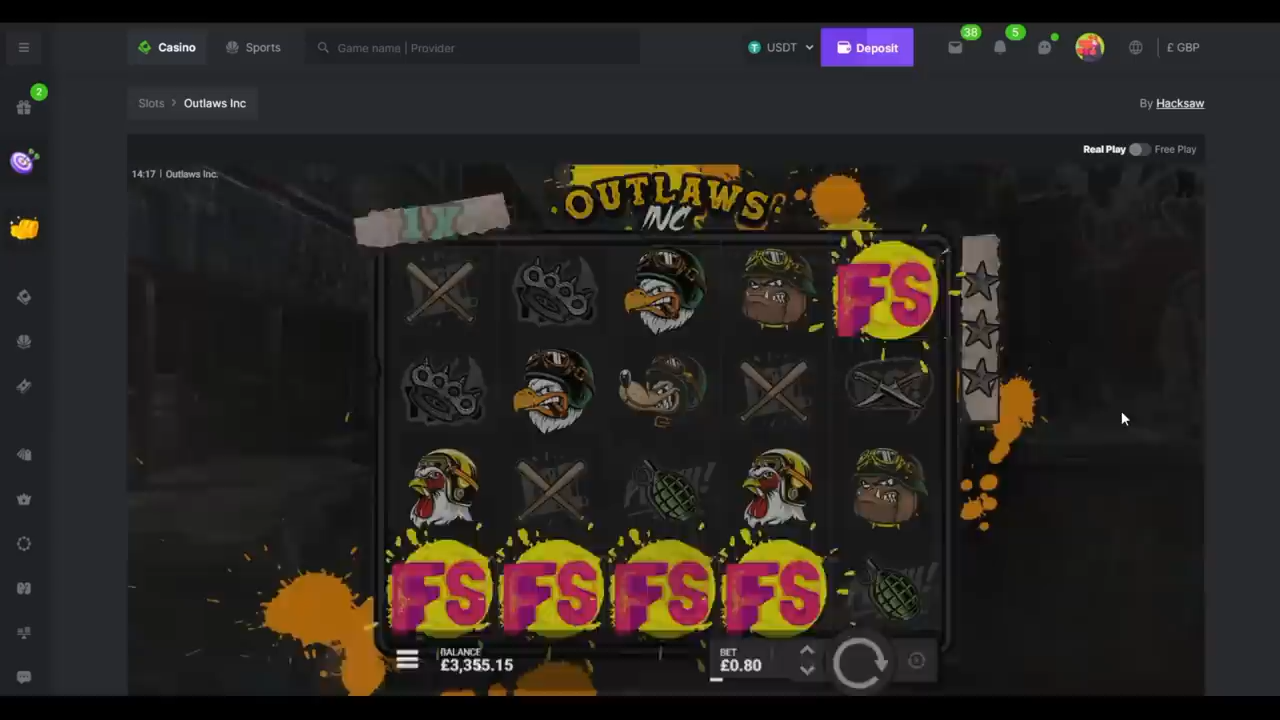 Casino
Sports
Game name | Provider
USDT
Deposit
38
5
£ GBP
2
Slots > Outlaws Inc
By Hacksaw
Real Play
Free Play
14:17 | Outlaws Inc.
OUTLAWS
INC
1X
FS
FS FS FS FS
BALANCE
£3,355.15
BET
£0.80